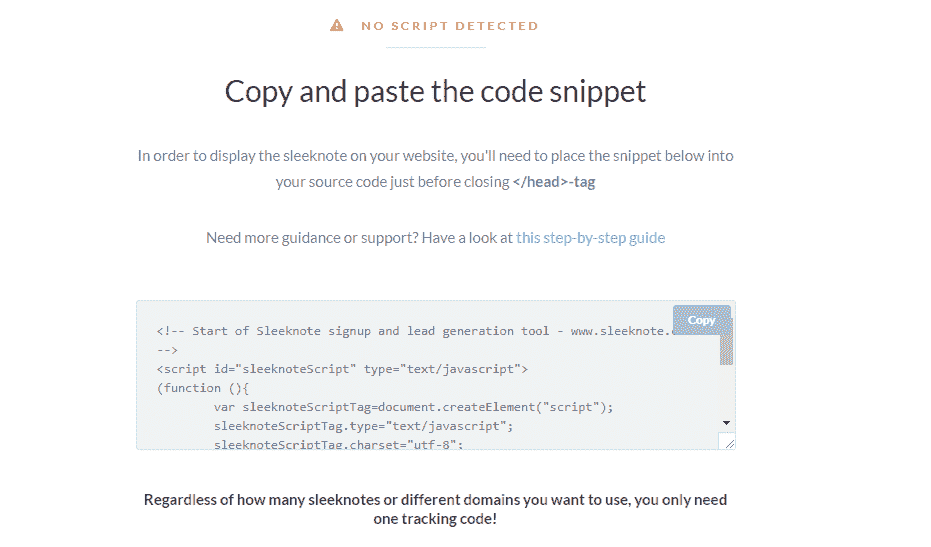 NO SCRIPT DETECTED
Copy and paste the code snippet
In order to display the sleeknote on your website, you'll need to place the snippet below into
your source code just before closing </head>-tag
Need more guidance or support? Have a look at this step-by-step guide
Copy
<!-- Start of Sleeknote signup and lead generation tool - www.sleeknote.
-->
<script id="sleeknoteScript" type="text/javascript">
(function (){
var sleeknoteScriptTag=document.createElement("script");
sleeknoteScriptTag.type="text/javascript";
sleeknoteScriptTag.charset="utf-8";
Regardless of how many sleeknotes or different domains you want to use, you only need
one tracking code!